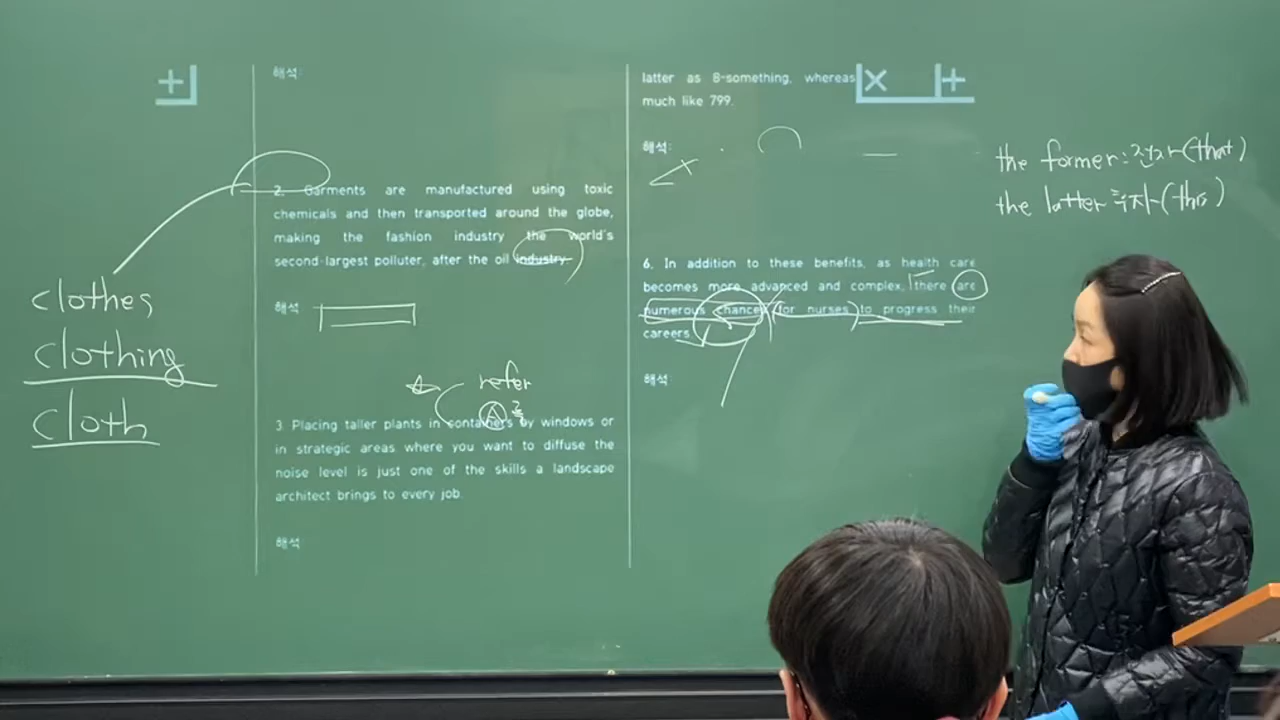 해석:
2. Garments are manufactured using toxic
chemicals and then transported around the globe,
making the fashion industry the world's
second-largest polluter, after the oil industry.
해석
3. Placing taller plants in containers by windows or
in strategic areas where you want to diffuse the
noise level is just one of the skills a landscape
architect brings to every job.
해석
latter as 8-something, whereas
much like 799.
해석:
6. In addition to these benefits, as health care
becomes more advanced and complex, there are
numerous chances for nurses to progress their
careers.
해석
clothes
clothing
cloth
refer
A를
the former: 전자 (that)
the latter 후자 (this)